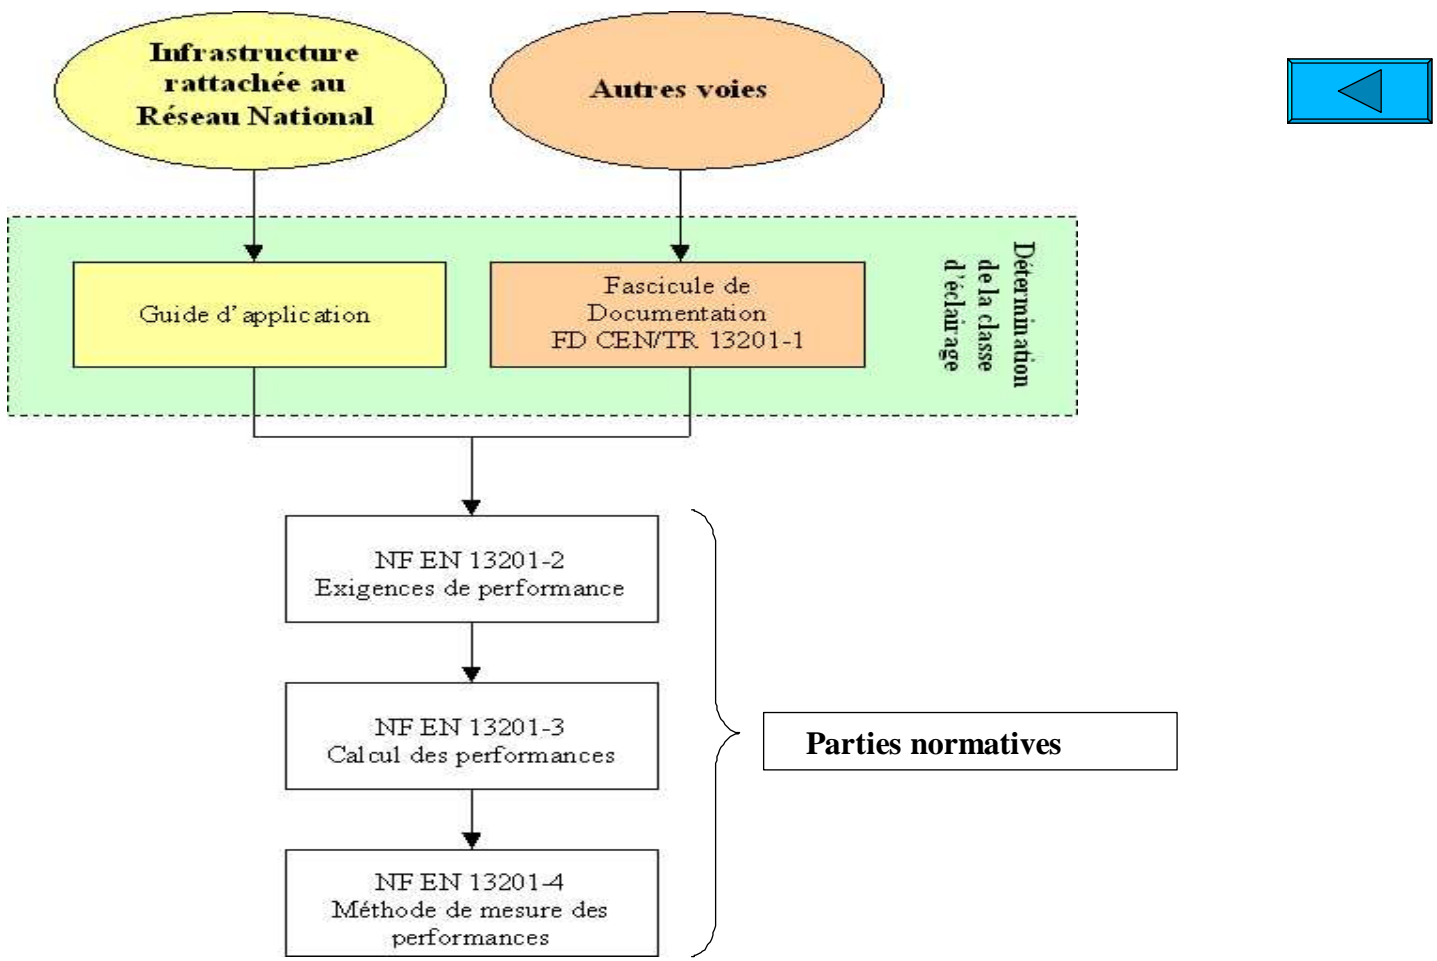 Infrastructure
rattachée au
Réseau National
Autres voies
Guide d'application
Fascicule de
Documentation
FD CEN/TR 13201-1
Détermination
de la classe
d'éclairage
NF EN 13201-2
Exigences de performance
NF EN 13201-3
Calcul des performances
Parties normatives
NF EN 13201-4
Méthode de mesure des
performances